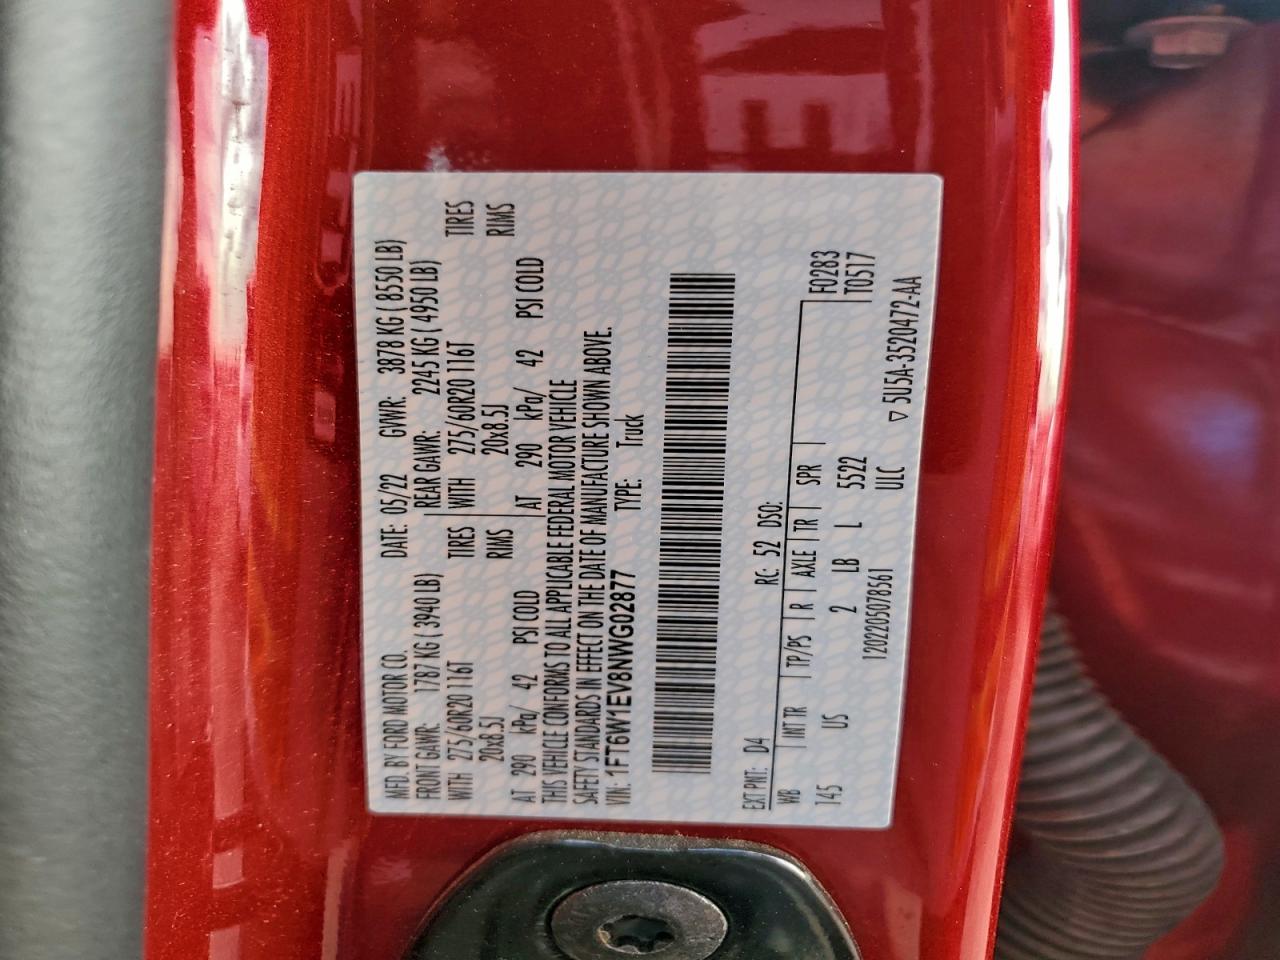 MFD. BY FORD MOTOR CO. DATE: 05/22 GVWR: 3878 KG ( 8550 LB)
FRONT GAWR: 1787 KG ( 3940 LB) REAR GAWR: 2245 KG ( 4950 LB)
WITH 275/60R20 116T TIRES WITH 275/60R20 116T TIRES
20x8.5J RIMS 20x8.5J RIMS
AT 290 kPa/ 42 PSI COLD AT 290 kPa/ 42 PSI COLD
THIS VEHICLE CONFORMS TO ALL APPLICABLE FEDERAL MOTOR VEHICLE
SAFETY STANDARDS IN EFFECT ON THE DATE OF MANUFACTURE SHOWN ABOVE.
VIN: 1FT6W1EV8NWG02877 TYPE: Truck
EXT PNT: D4 RC: 52 DSO:
WB INT TR TP/PS R AXLE TR SPR F0283
145 US 2 LB L 5522 T0517
120220507856 1 ULC ▽ 5U5A-3520472-AA